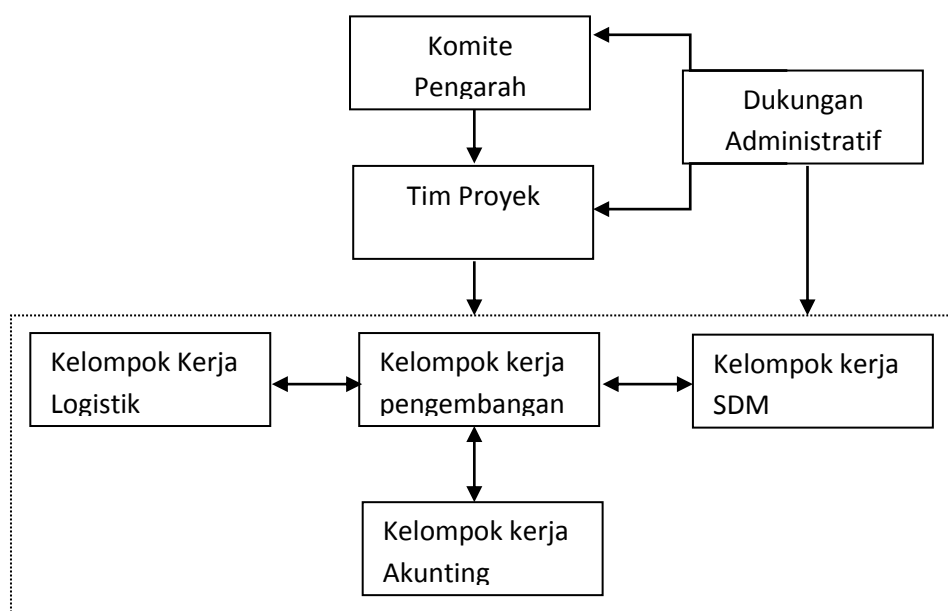 Komite
Pengarah
Dukungan
Administratif
Tim Proyek
Kelompok Kerja
Logistik
Kelompok kerja
pengembangan
Kelompok kerja
SDM
Kelompok kerja
Akunting